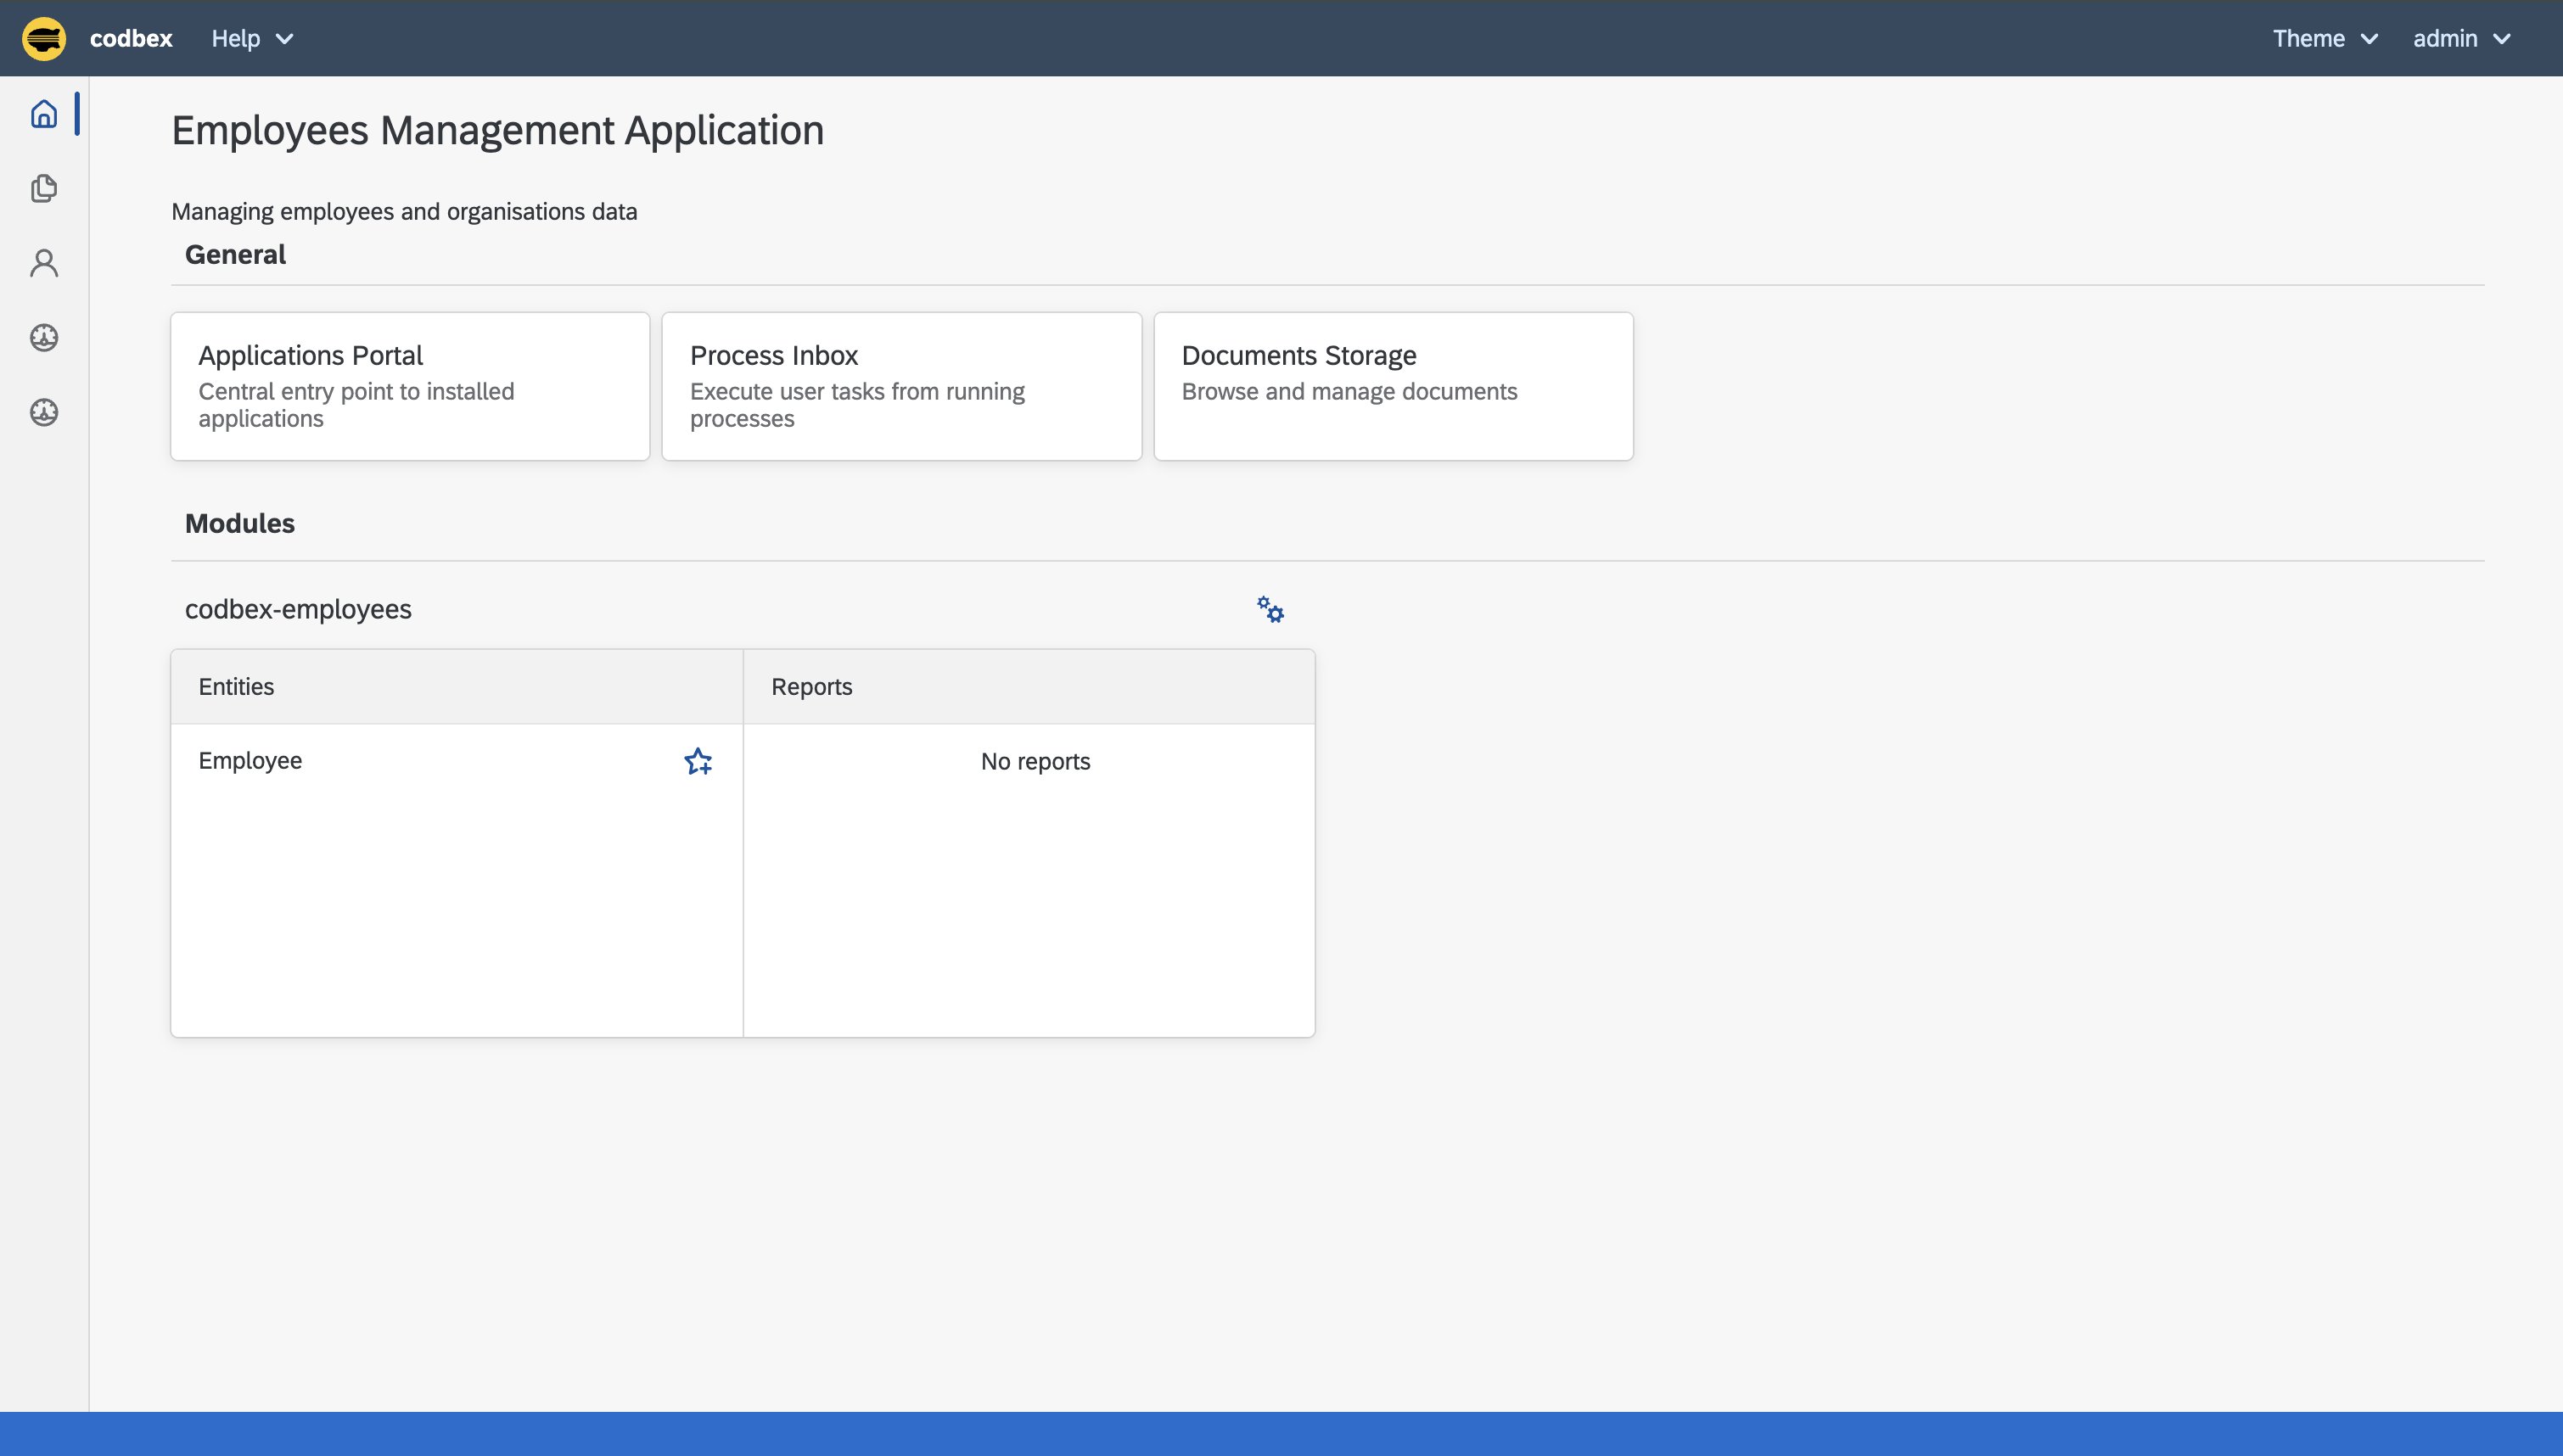 codbex Help Theme admin
Employees Management Application
Managing employees and organisations data
General
Applications Portal
Central entry point to installed
applications
Process Inbox
Execute user tasks from running
processes
Documents Storage
Browse and manage documents
Modules
codbex-employees
Entities Reports
Employee No reports